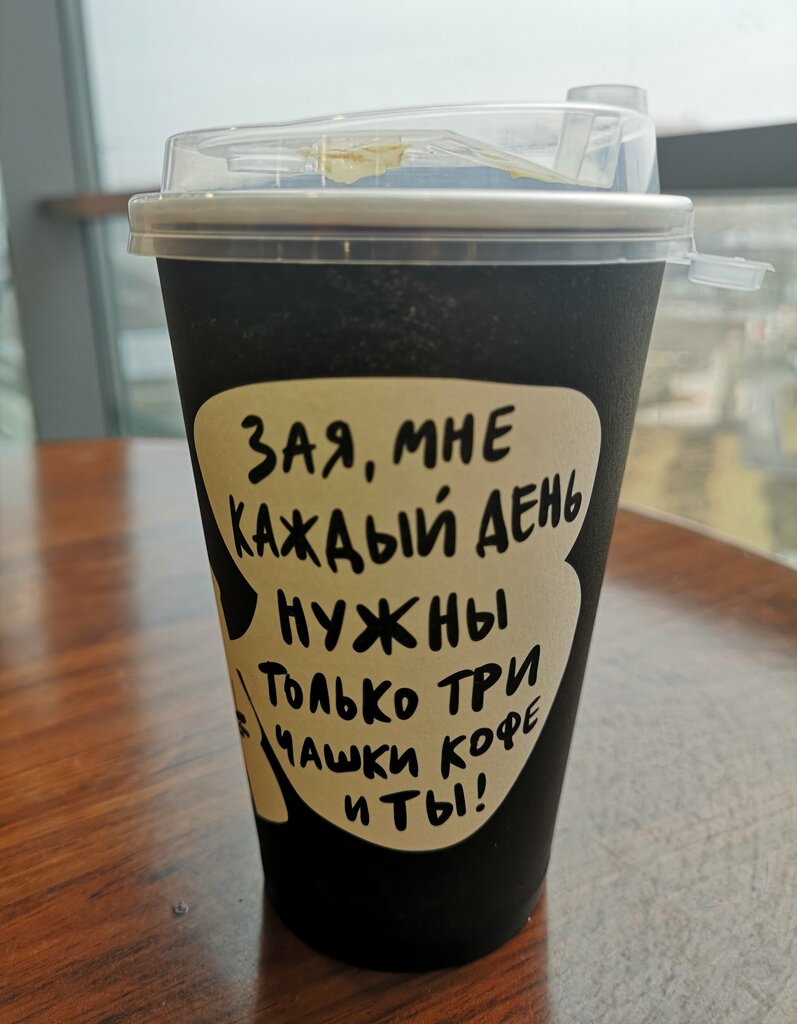 ЗАЯ, МНЕ
КАЖДЫЙ ДЕНЬ
НУЖНЫ
ТОЛЬКО ТРИ
ЧАШКИ КОФЕ
И ТЫ!